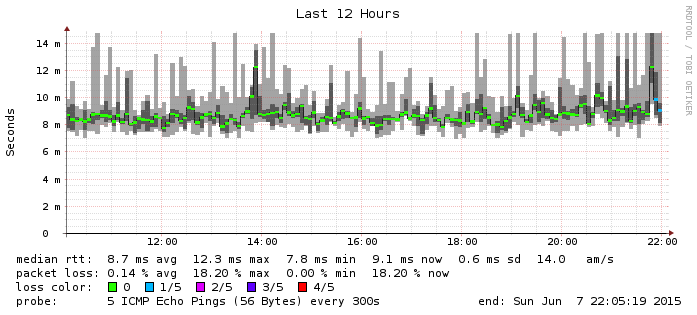 Last 12 Hours
RRDTOOL / TOBI OETIKER
Seconds
14 m
12 m
10 m
8 m
6 m
4 m
2 m
0
12:00 14:00 16:00 18:00 20:00 22:00
median rtt: 8.7 ms avg 12.3 ms max 7.8 ms min 9.1 ms now 0.6 ms sd 14.0 am/s
packet loss: 0.14 % avg 18.20 % max 0.00 % min 18.20 % now
loss color: 0 1/5 2/5 3/5 4/5
probe: 5 ICMP Echo Pings (56 Bytes) every 300s end: Sun Jun 7 22:05:19 2015